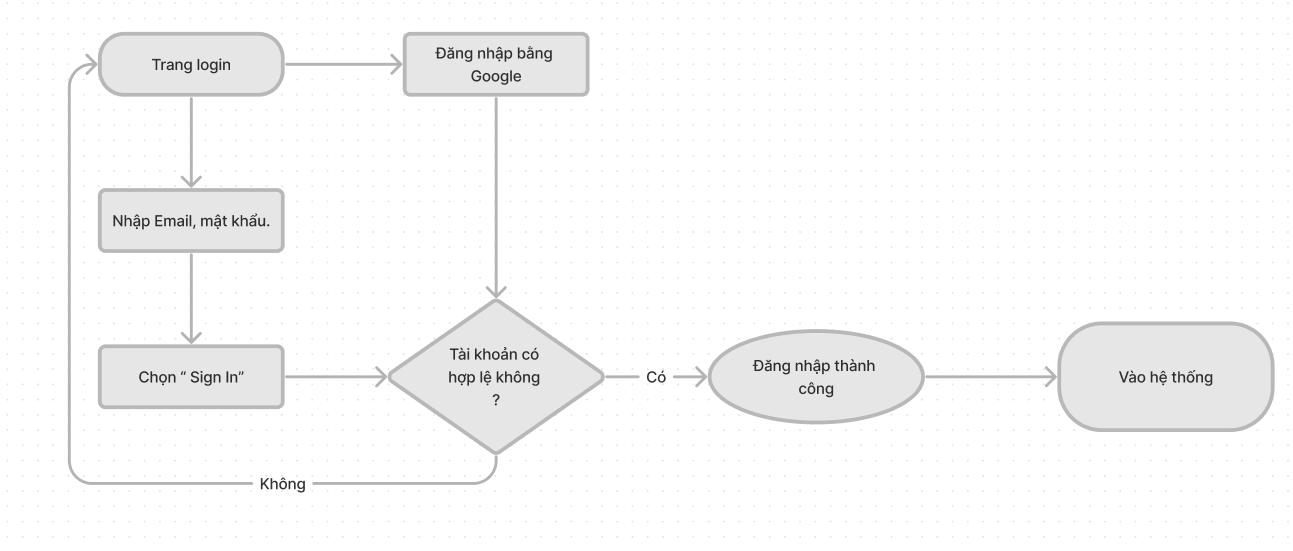 Trang login
Đăng nhập bằng
Google
Nhập Email, mật khẩu.
Chọn “ Sign In”
Tài khoản có
hợp lệ không
?
Có
Đăng nhập thành
công
Vào hệ thống
Không